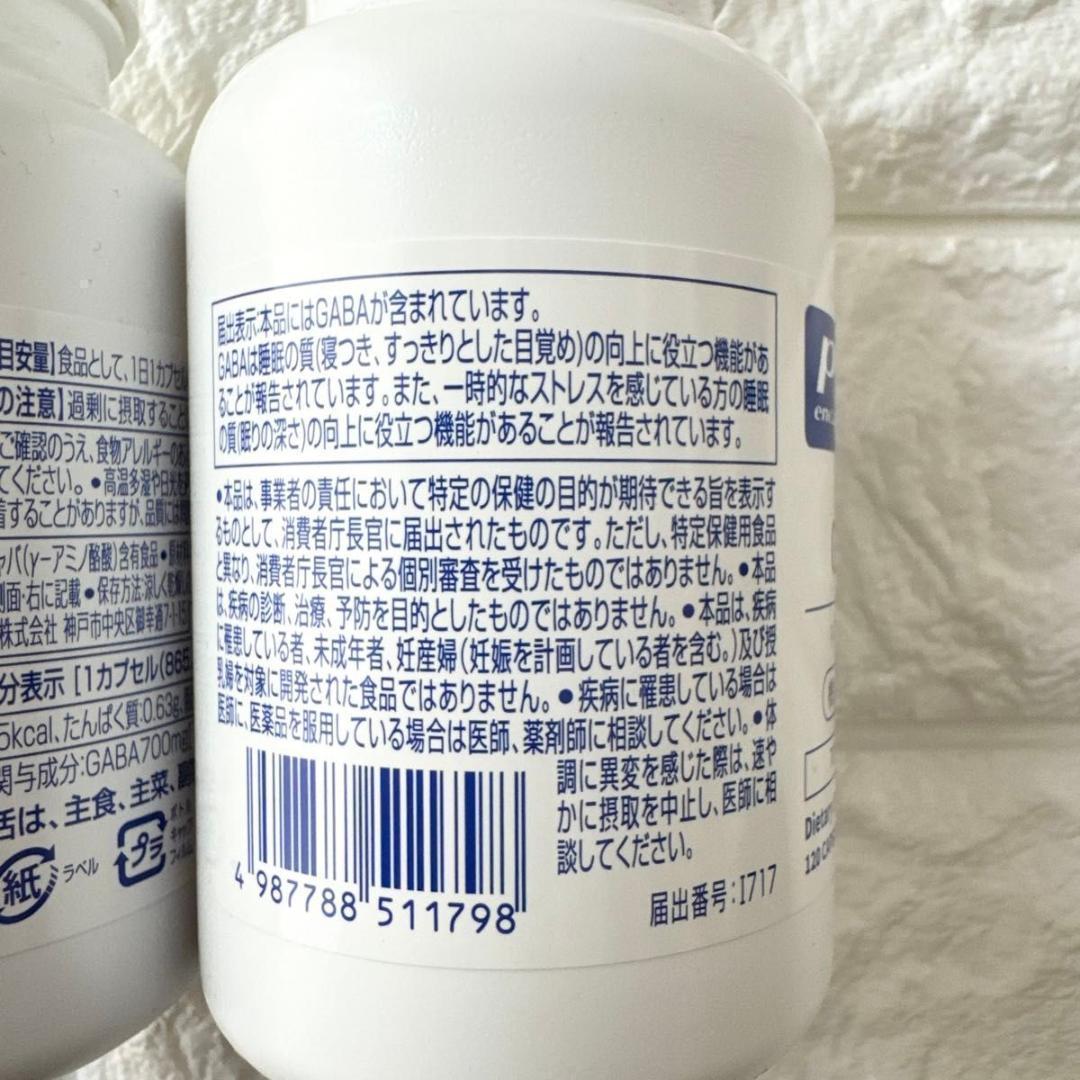 目安量】食品として、1日1カプセル
の注意】過剰に摂取すること
ご確認のうえ、食物アレルギーの
てください。●高温多湿や日光を
着することがありますが、品質には
ャバ(γ-アミノ酪酸)含有食品●
側面・右に記載●保存方法:涼しく乾燥し
株式会社 神戸市中央区御幸通7-1-15
分表示 [1カプセル(865
5kcal、たんぱく質:0.63g、
関与成分:GABA700mg
活は、主食、主菜、副
紙
ラベル
プラ
届出表示:本品にはGABAが含まれています。
GABAは睡眠の質(寝つき、すっきりとした目覚め)の向上に役立つ機能があ
ることが報告されています。また、一時的なストレスを感じている方の睡眠
の質(眠りの深さ)の向上に役立つ機能があることが報告されています。
●本品は、事業者の責任において特定の保健の目的が期待できる旨を表示す
るものとして、消費者庁長官に届出されたものです。ただし、特定保健用食品
と異なり、消費者庁長官による個別審査を受けたものではありません。●本品
は、疾病の診断、治療、予防を目的としたものではありません。●本品は、疾病
に罹患している者、未成年者、妊産婦(妊娠を計画している者を含む。)及び授
乳婦を対象に開発された食品ではありません。●疾病に罹患している場合は
医師に、医薬品を服用している場合は医師、薬剤師に相談してください。●体
調に異変を感じた際は、速や
かに摂取を中止し、医師に相
談してください。
4 987788 511798
届出番号:I717
p
enc
Dietar
120 Ca